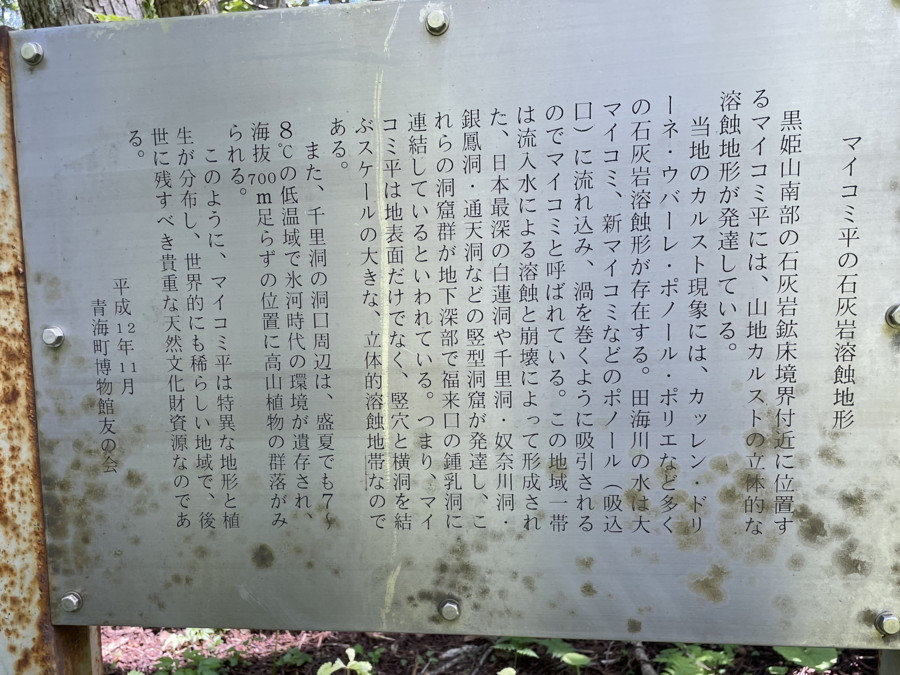 マイコミ平の石灰岩溶蝕地形
黒姫山南部の石灰岩鉱床境界付近に位置す
るマイコミ平には、山地カルストの立体的な
溶蝕地形が発達している。
当地のカルスト現象には、カッレン・ドリ
ーネ・ウバーレ・ポノール・ポリエなど多く
の石灰岩溶蝕形が存在する。田海川の水は大
マイコミ、新マイコミなどのポノール（吸込
口）に流れ込み、渦を巻くように吸引される
のでマイコミと呼ばれている。この地域一帯
は流入水による溶蝕と崩壊によって形成され
た、日本最深の白蓮洞や千里洞・奴奈川洞・
銀鳳洞・通天洞などの竪型洞窟が発達し、こ
れらの洞窟群が地下深部で福来口の鍾乳洞に
連結しているといわれている。つまり、マイ
コミ平は地表面だけでなく、竪穴と横洞を結
ぶスケールの大きな、立体的溶蝕地帯なので
ある。
また、千里洞の洞口周辺は、盛夏でも7〜
8℃の低温域で氷河時代の環境が遺存され、
海抜700m足らずの位置に高山植物の群落がみ
られる。
このように、マイコミ平は特異な地形と植
生が分布し、世界的にも稀らしい地域で、後
世に残すべき貴重な天然文化財資源なのであ
る。
平成12年11月
青海町博物館友の会